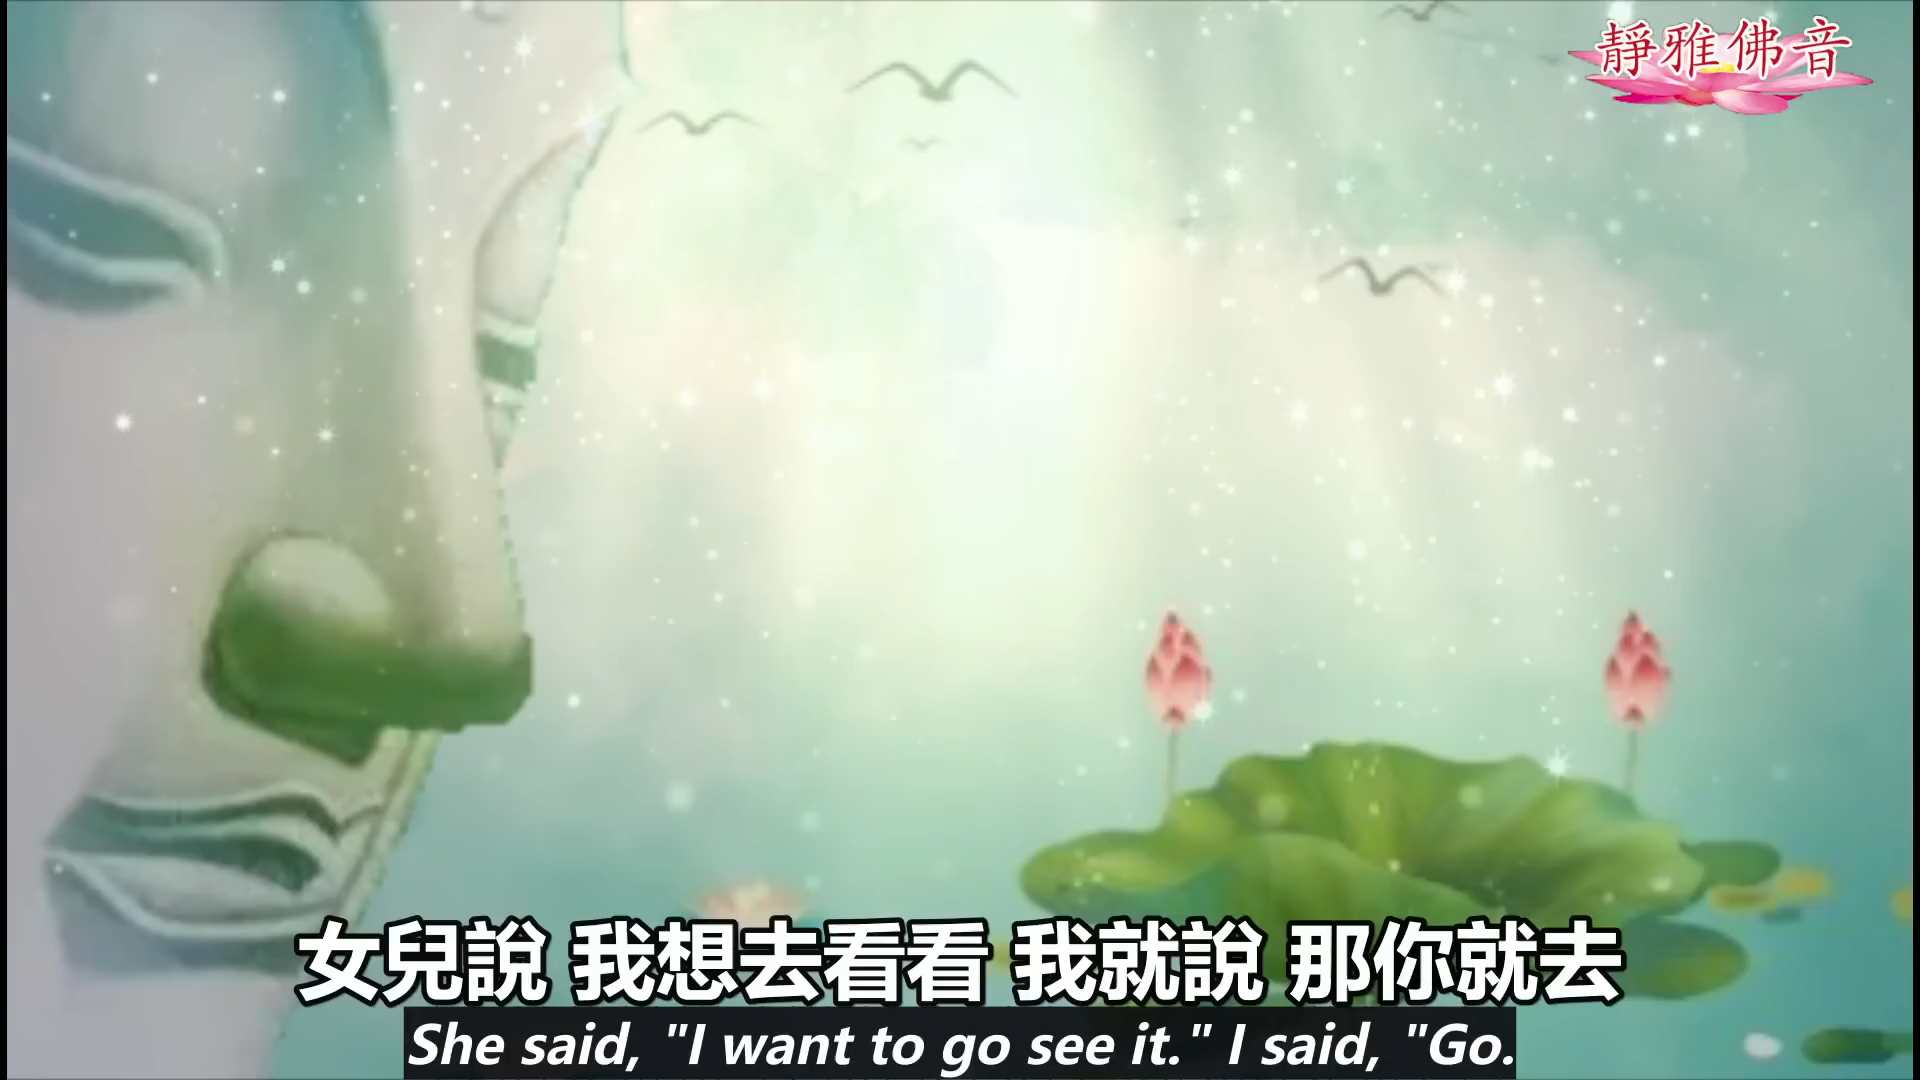 靜雅佛音
女兒說 我想去看看 我就說 那你就去
She said, "I want to go see it." I said, "Go.